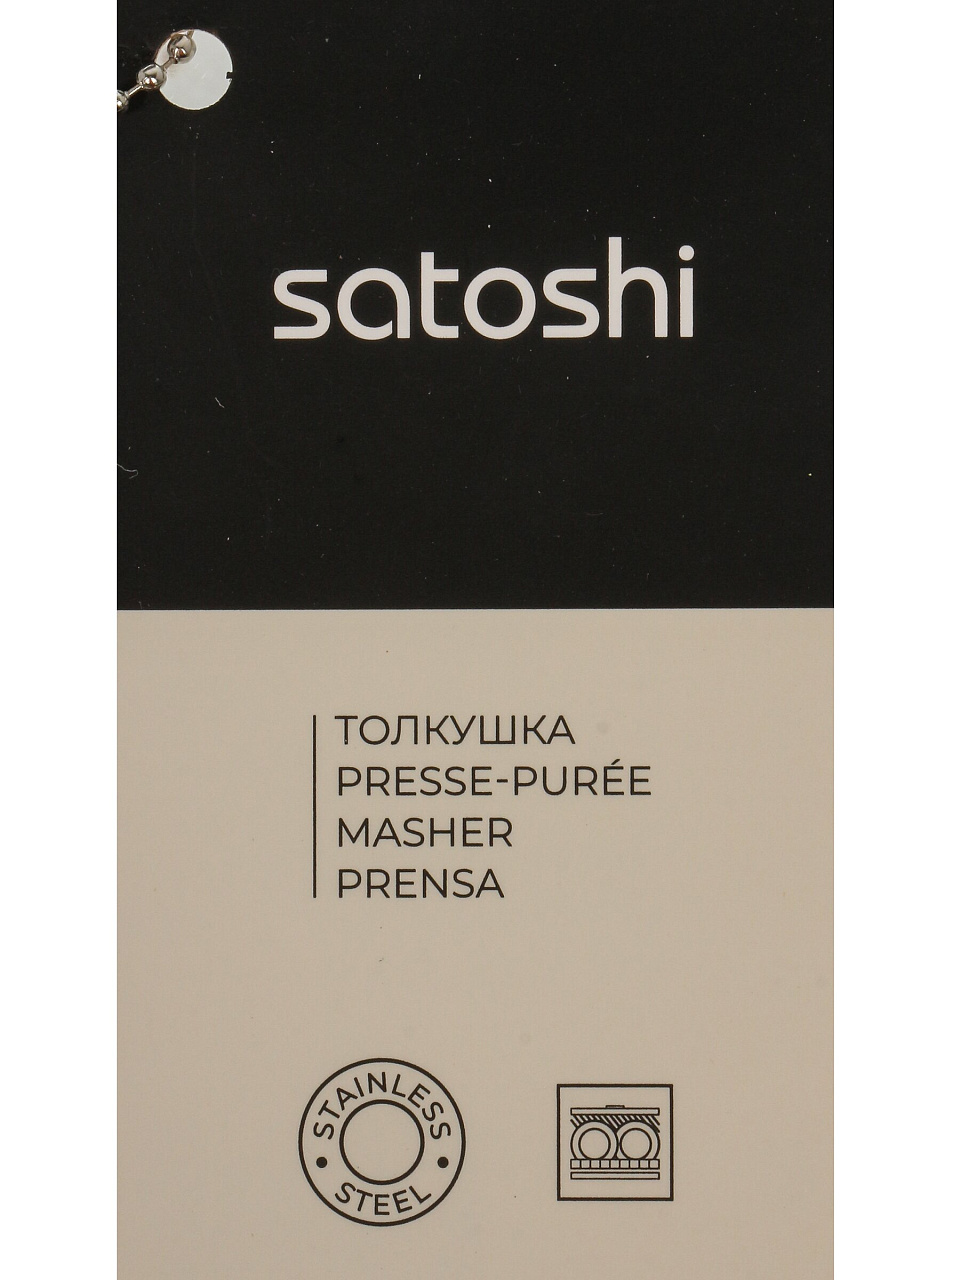 satoshi
ТОЛКУШКА
PRESSE-PURÉE
MASHER
PRENSA
STAINLESS
STEEL